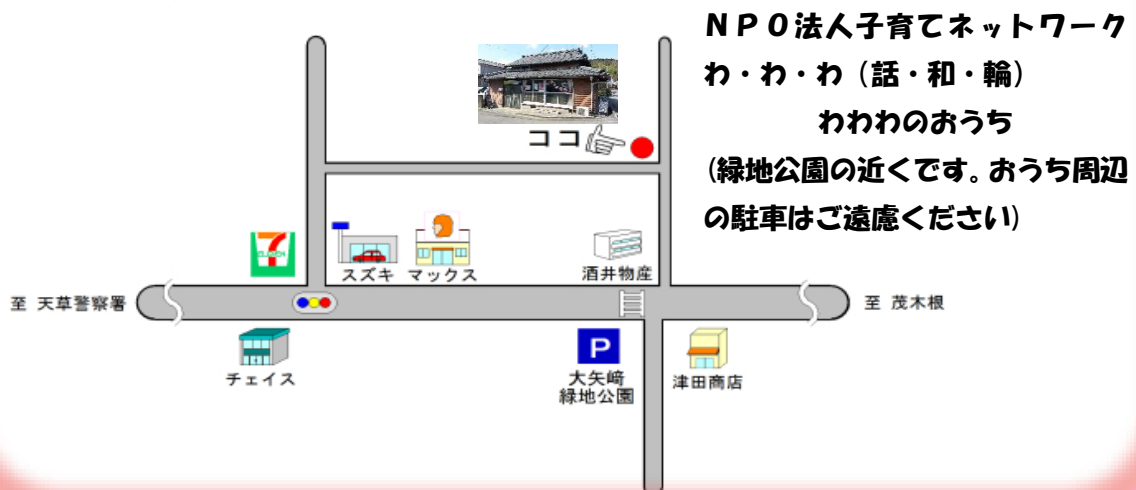 NPO法人子育てネットワーク
わ・わ・わ（話・和・輪）
わわわのおうち
(緑地公園の近くです。おうち周辺
の駐車はご遠慮ください)
ココ
7
ELEVEN
スズキ
マックス
酒井物産
至 天草警察署
至 茂木根
チェイス
P
大矢崎
緑地公園
津田商店